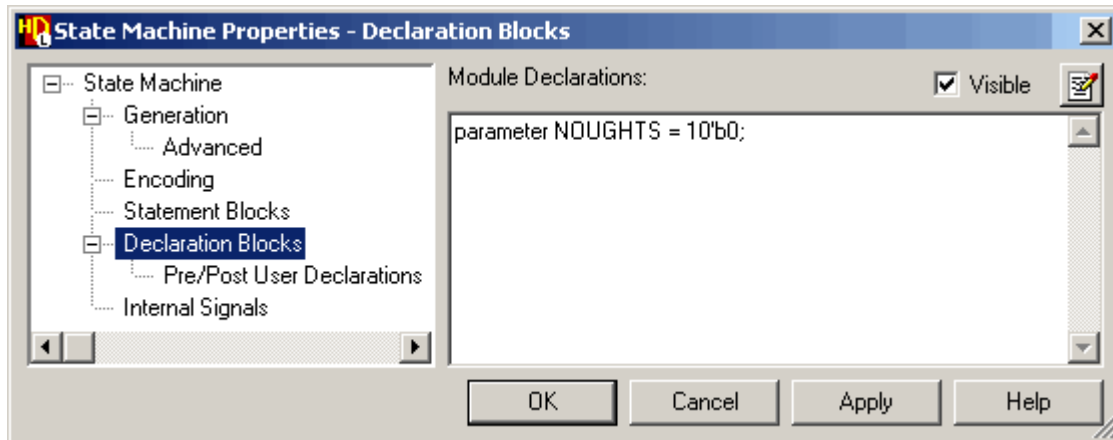 State Machine Properties - Declaration Blocks
State Machine
Generation
Advanced
Encoding
Statement Blocks
Declaration Blocks
Pre/Post User Declarations
Internal Signals
Module Declarations:
Visible
parameter NOUGHTS = 10'b0;
OK
Cancel
Apply
Help